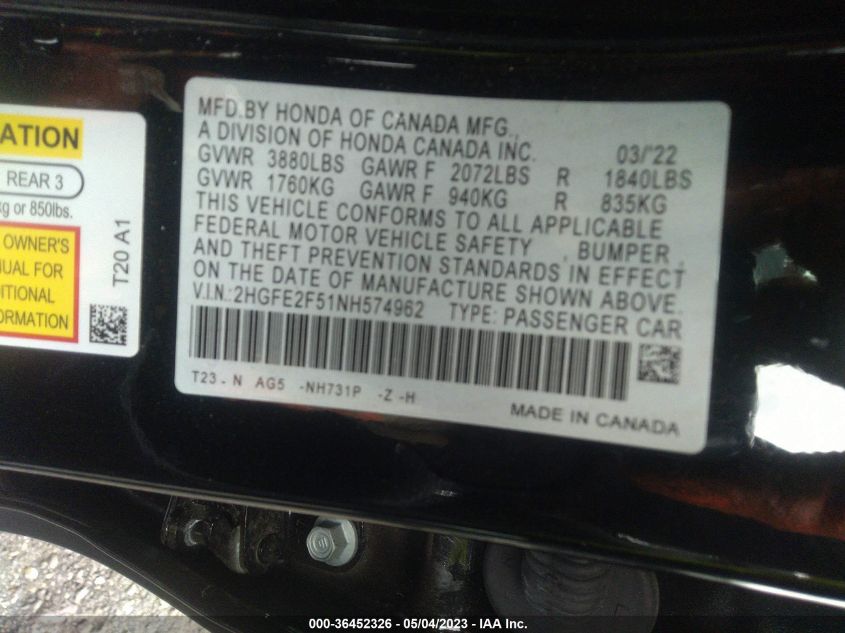 ATION
REAR 3
kg or 850lbs.
OWNER'S
NUAL FOR
DITIONAL
FORMATION
T20 A1
MFD.BY HONDA OF CANADA MFG.,
A DIVISION OF HONDA CANADA INC. 03/'22
GVWR 3880LBS GAWR F 2072LBS R 1840LBS
GVWR 1760KG GAWR F 940KG R 835KG
THIS VEHICLE CONFORMS TO ALL APPLICABLE
FEDERAL MOTOR VEHICLE SAFETY , BUMPER ,
AND THEFT PREVENTION STANDARDS IN EFFECT
ON THE DATE OF MANUFACTURE SHOWN ABOVE.
V.I.N.:2HGFE2F51NH574962 TYPE: PASSENGER CAR
T23 - N AG5 -NH731P -Z -H
MADE IN CANADA
000-36452326 - 05/04/2023 - IAA Inc.